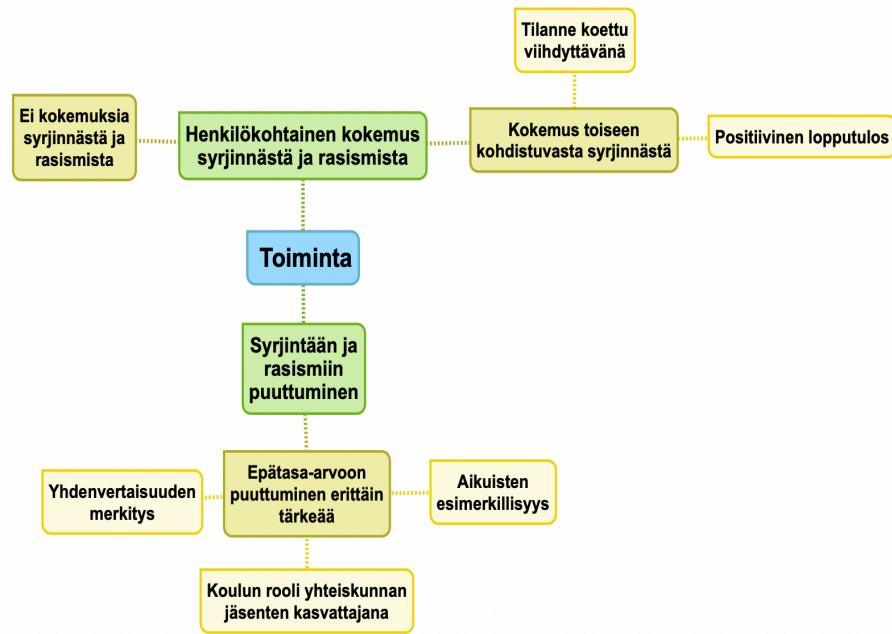 Tilanne koettu
viihdyttävänä
Ei kokemuksia
syrjinnästä ja
rasismista
Henkilökohtainen kokemus
syrjinnästä ja rasismista
Kokemus toiseen
kohdistuvasta syrjinnästä
Positiivinen lopputulos
Toiminta
Syrjintään ja
rasismiin
puuttuminen
Yhdenvertaisuuden
merkitys
Epätasa-arvoon
puuttuminen erittäin
tärkeää
Aikuisten
esimerkillisyys
Koulun rooli yhteiskunnan
jäsenten kasvattajana